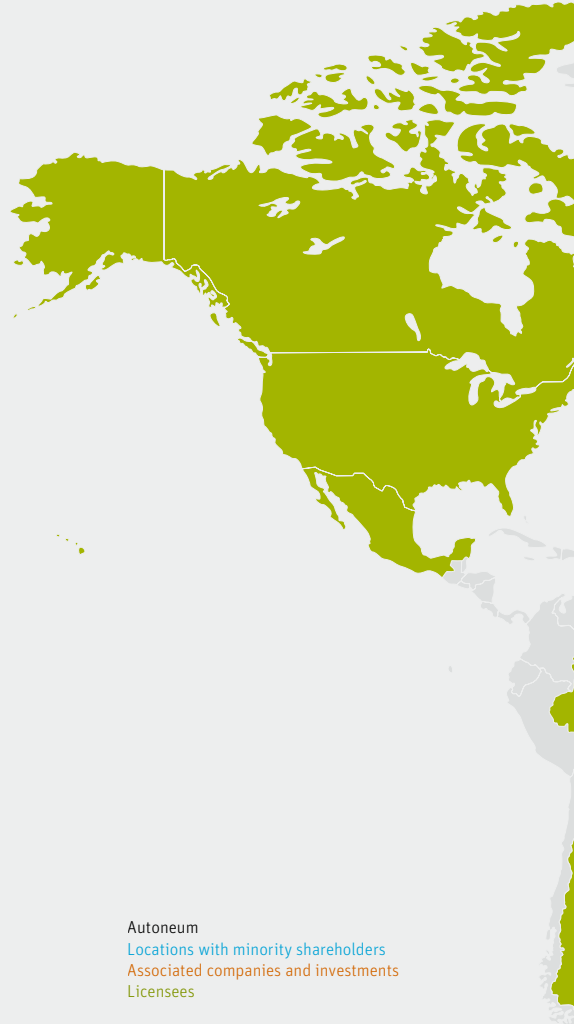 Autoneum
Locations with minority shareholders
Associated companies and investments
Licensees